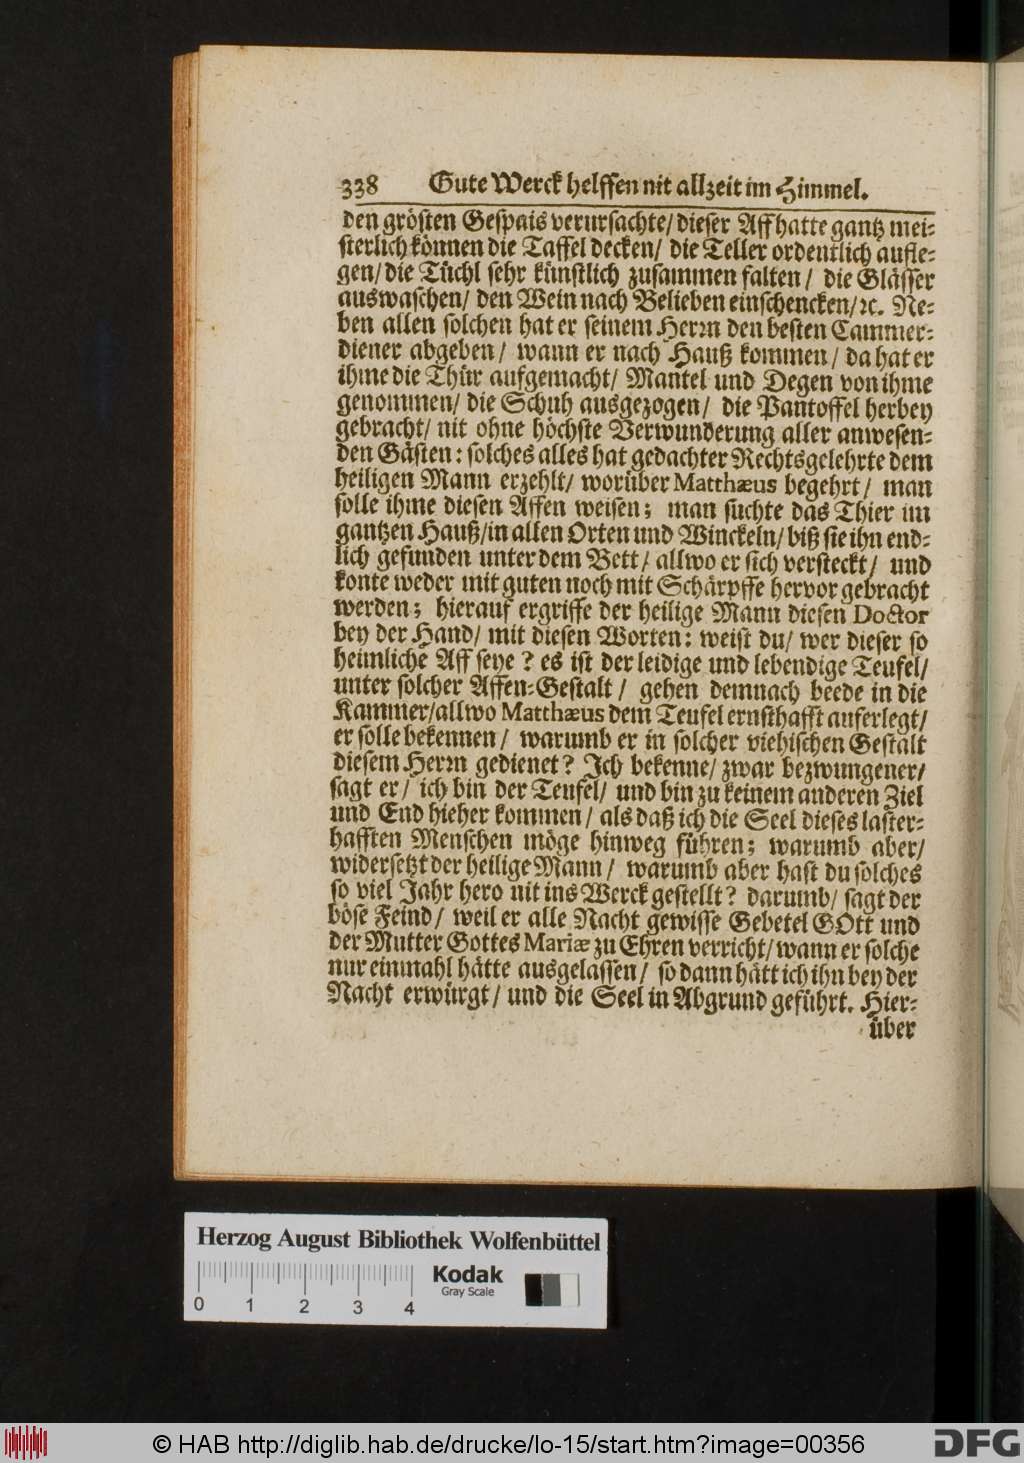 338 Gute Werck helffen nit allzeit im Himmel.
den grösten Gespais verursachte/ dieser Aff hatte gantz mei-
sterlich können die Taffel decken/ die Teller ordentlich aufle-
gen/ die Tüchl sehr künstlich zusammen falten/ die Glässer
auswaschen/ den Wein nach Belieben einschencken/ꝛc. Ne-
ben allen solchen hat er seinem Herrn den besten Cammer-
diener abgeben/ wann er nach Hauß kommen/ da hat er
ihme die Thür aufgemacht/ Mantel und Degen von ihme
genommen/ die Schuh ausgezogen/ die Pantoffel herbey
gebracht/ nit ohne höchste Verwunderung aller anwesen-
den Gästen: solches alles hat gedachter Rechtsgelehrte dem
heiligen Mann erzehlt/ worüber Matthæus begehrt/ man
solle ihme diesen Affen weisen; man suchte das Thier im
gantzen Hauß/in allen Orten und Winckeln/ biß sie ihn end-
lich gefunden unter dem Bett/ allwo er sich versteckt/ und
konte weder mit guten noch mit Schärpffe hervor gebracht
werden; hierauf ergriffe der heilige Mann diesen Doctor
bey der Hand/ mit diesen Worten: weist du/ wer dieser so
heimliche Aff seye? es ist der leidige und lebendige Teufel/
unter solcher Affen-Gestalt/ gehen demnach beede in die
Kammer/allwo Matthæus dem Teufel ernsthafft auferlegt/
er solle bekennen/ warumb er in solcher viehischen Gestalt
diesem Herrn gedienet? Ich bekenne/ zwar bezwungener/
sagt er/ ich bin der Teufel/ und bin zu keinem anderen Ziel
und End hieher kommen/ als daß ich die Seel dieses laster-
hafften Menschen möge hinweg führen; warumb aber/
widersetzt der heilige Mann/ warumb aber hast du solches
so viel Jahr hero nit ins Werck gestellt? darumb/ sagt der
böse Feind/ weil er alle Nacht gewisse Gebetel GOtt und
der Mutter Gottes Mariæ zu Ehren verricht/ wann er solche
nur einmahl hätte ausgelassen/ so dann hätt ich ihn bey der
Nacht erwürgt/ und die Seel in Abgrund geführt. Hier-
über
Herzog August Bibliothek Wolfenbüttel
Kodak
Gray Scale
0 1 2 3 4
© HAB http://diglib.hab.de/drucke/lo-15/start.htm?image=00356
DFG